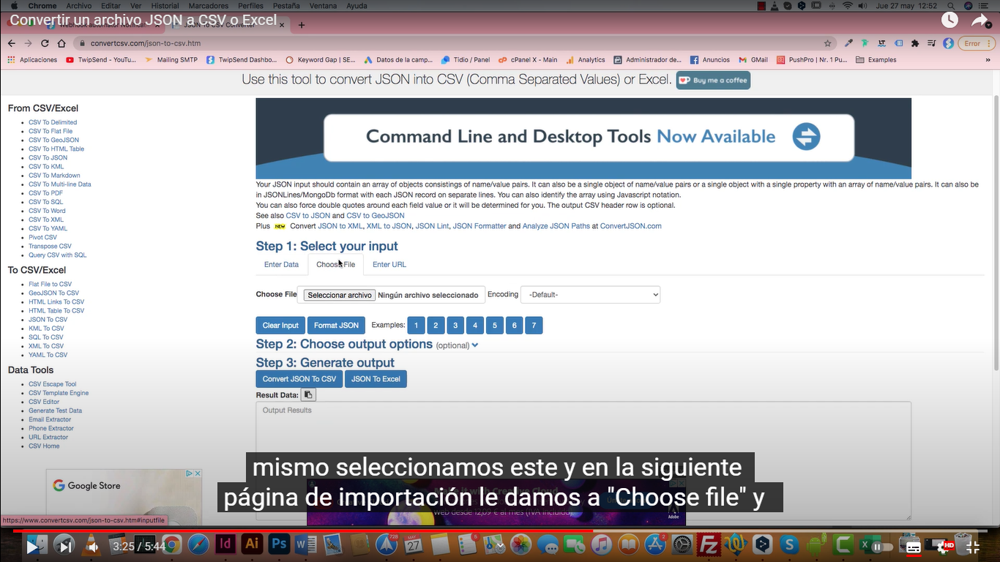 Chrome Archivo Editar Ver Historial Marcadores Perfiles Pestaña Ventana Ayuda Jue 27 may 12:52
Convertir un archivo JSON a CSV o Excel
convertcsv.com/json-to-csv.htm Error
Aplicaciones TwipSend - YouTu... Mailing SMTP TwipSend Dashbo... Keyword Gap | SE... Datos de la camp... Tidio / Panel cPanel X - Main Analytics Administrador de... Anuncios GMail PushPro | Nr. 1 Pu... Examples »
Use this tool to convert JSON into CSV (Comma Separated Values) or Excel. Buy me a coffee
From CSV/Excel
CSV To Delimited
CSV To Flat File
CSV To GeoJSON
CSV To HTML Table
CSV To JSON
CSV To KML
CSV To Markdown
CSV To Multi-line Data
CSV To PDF
CSV To SQL
CSV To Word
CSV To XML
CSV To YAML
Pivot CSV
Transpose CSV
Query CSV with SQL
To CSV/Excel
Flat File to CSV
GeoJSON To CSV
HTML Links To CSV
HTML Table To CSV
JSON To CSV
KML To CSV
SQL To CSV
XML To CSV
YAML To CSV
Data Tools
CSV Escape Tool
CSV Template Engine
CSV Editor
Generate Test Data
Email Extractor
Phone Extractor
URL Extractor
CSV Home
Google Store
Command Line and Desktop Tools Now Available
Your JSON input should contain an array of objects consistings of name/value pairs. It can also be a single object of name/value pairs or a single object with a single property with an array of name/value pairs. It can also be
in JSONLines/MongoDb format with each JSON record on separate lines. You can also identify the array using Javascript notation.
You can also force double quotes around each field value or it will be determined for you. The output CSV header row is optional.
See also CSV to JSON and CSV to GeoJSON
Plus NEW Convert JSON to XML, XML to JSON, JSON Lint, JSON Formatter and Analyze JSON Paths at ConvertJSON.com
Step 1: Select your input
Enter Data Choose File Enter URL
Choose File Seleccionar archivo Ningún archivo seleccionado Encoding -Default-
Clear Input Format JSON Examples: 1 2 3 4 5 6 7
Step 2: Choose output options (optional)
Step 3: Generate output
Convert JSON To CSV JSON To Excel
Result Data:
Output Results
mismo seleccionamos este y en la siguiente
página de importación le damos a "Choose file" y
web desde 12,09 € al mes (IVA incluido)
Adobe
https://www.convertcsv.com/json-to-csv.htm#inputfile
3:25 / 5:44
Id Ai Ps
728 MAY 27
HD